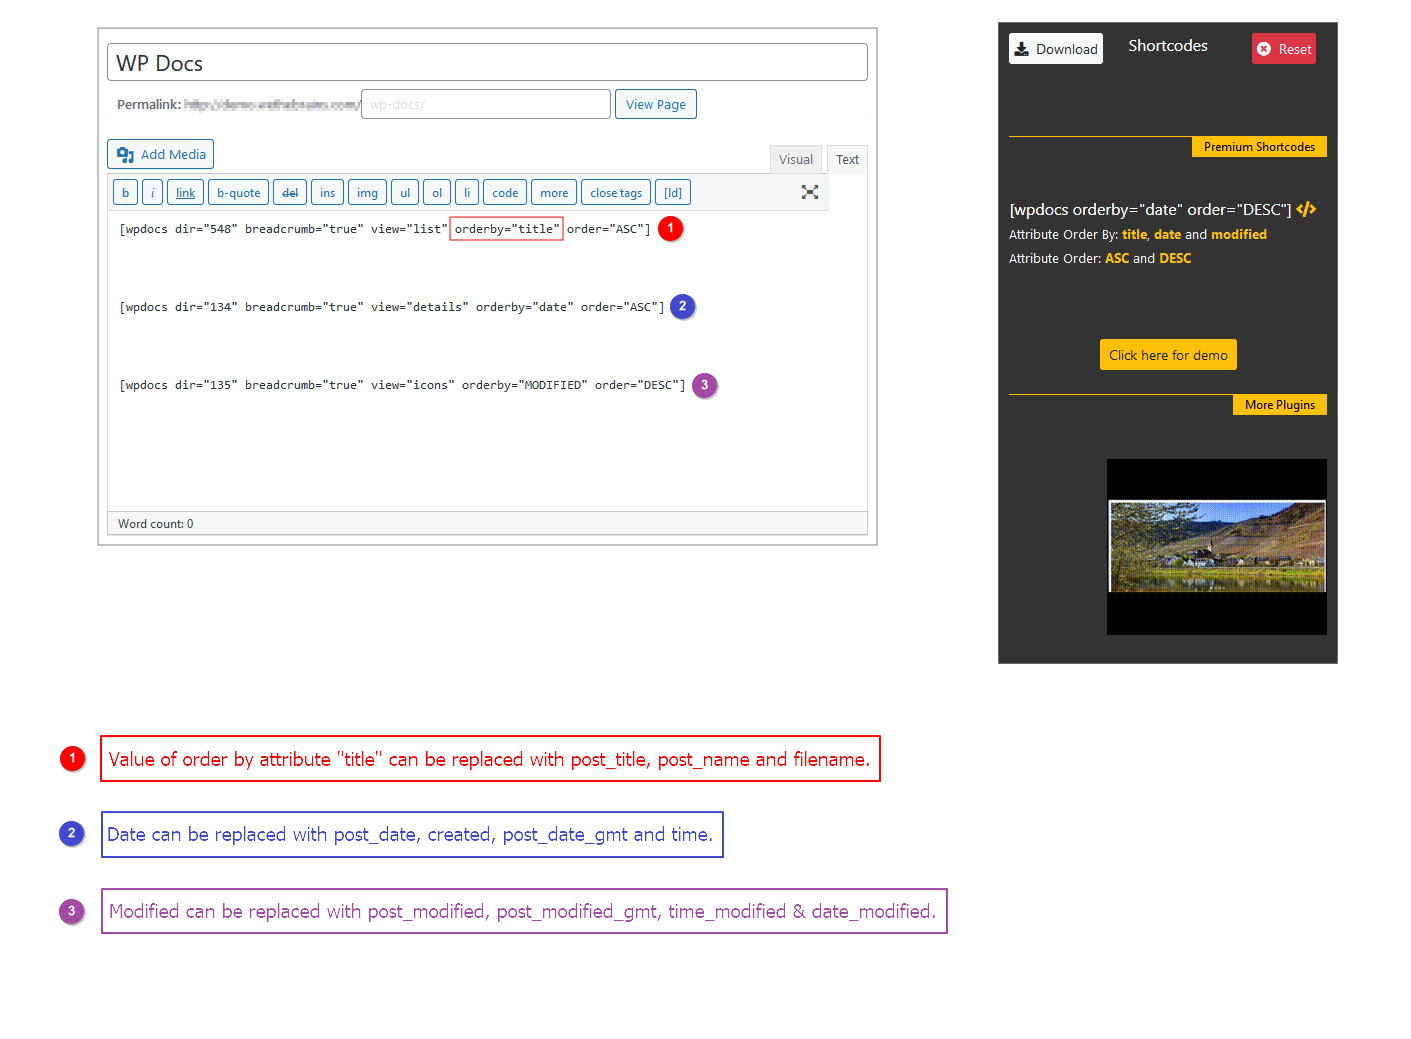 WP Docs
Permalink: wp-docs/ View Page
Add Media
Visual Text
b i link b-quote del ins img ul ol li code more close tags [ld]
[wpdocs dir="548" breadcrumb="true" view="list" orderby="title" order="ASC"] 1
[wpdocs dir="134" breadcrumb="true" view="details" orderby="date" order="ASC"] 2
[wpdocs dir="135" breadcrumb="true" view="icons" orderby="MODIFIED" order="DESC"] 3
Word count: 0
Download Shortcodes Reset
Premium Shortcodes
[wpdocs orderby="date" order="DESC"] </>
Attribute Order By: title, date and modified
Attribute Order: ASC and DESC
Click here for demo
More Plugins
1 Value of order by attribute "title" can be replaced with post_title, post_name and filename.
2 Date can be replaced with post_date, created, post_date_gmt and time.
3 Modified can be replaced with post_modified, post_modified_gmt, time_modified & date_modified.